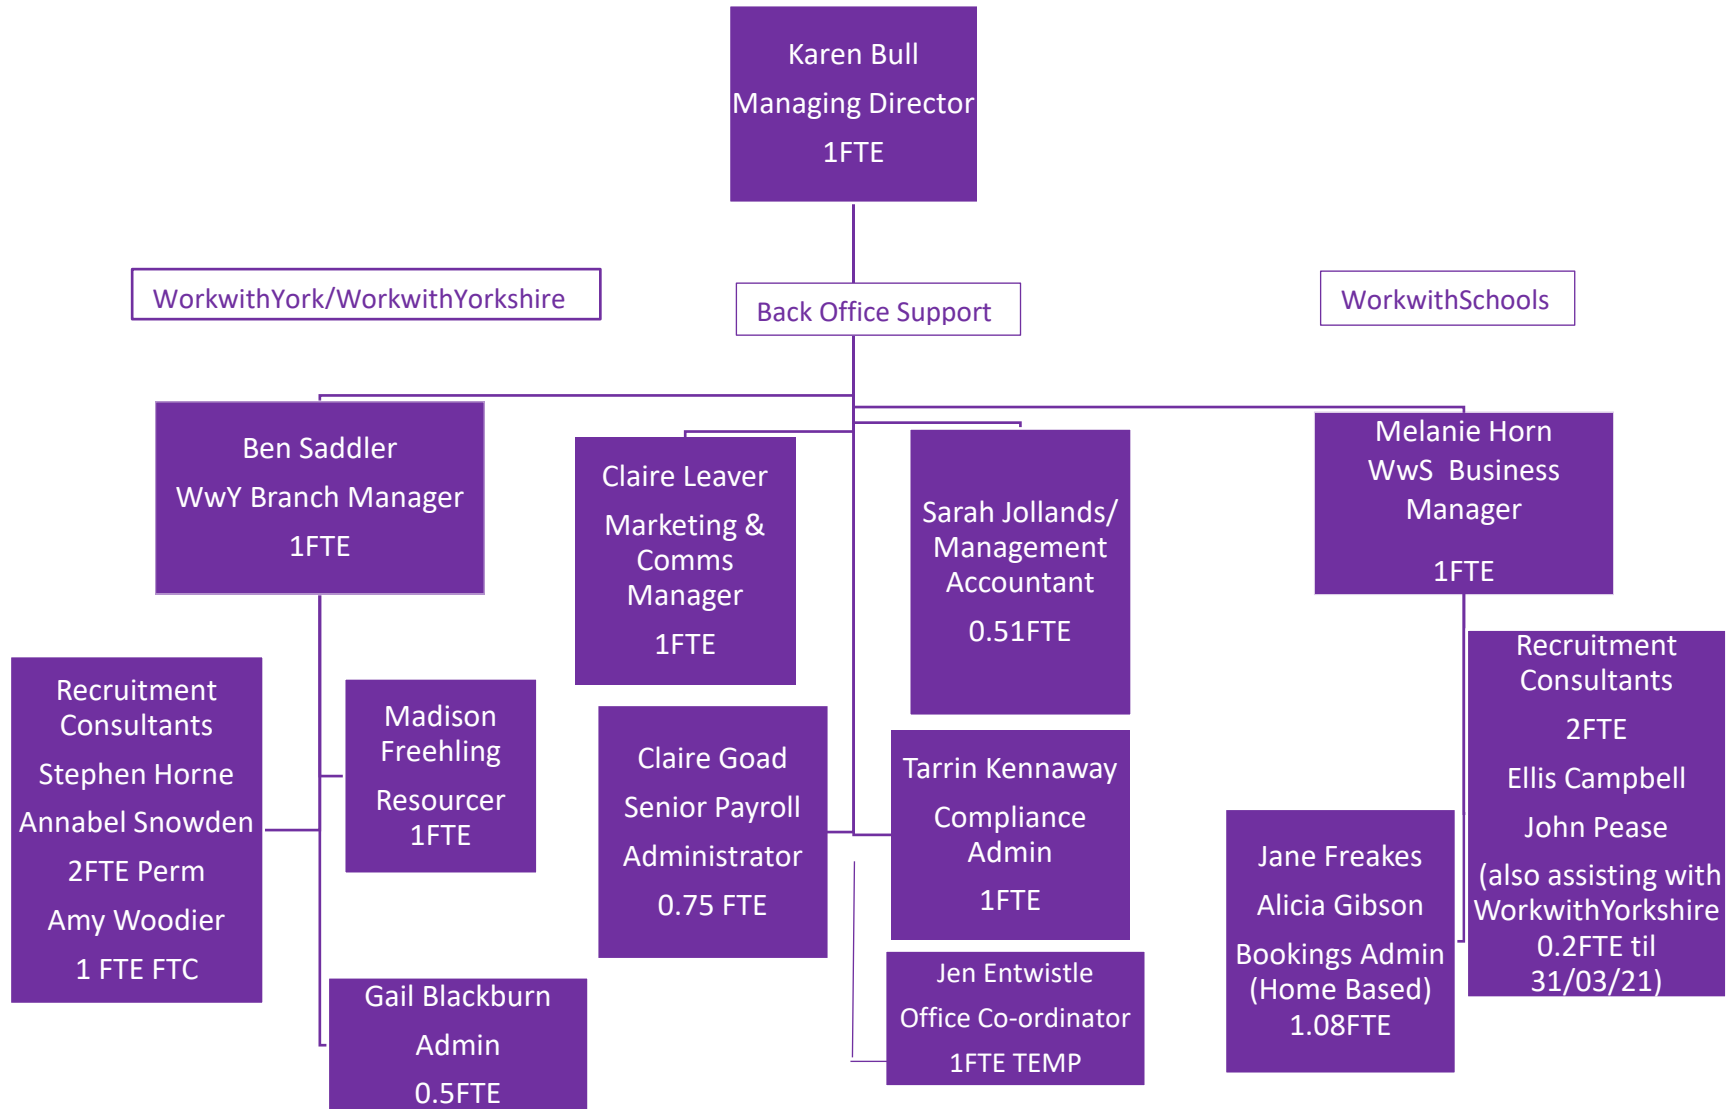 Karen Bull
Managing Director
1FTE
WorkwithYork/WorkwithYorkshire
Back Office Support
WorkwithSchools
Ben Saddler
WwY Branch Manager
1FTE
Claire Leaver
Marketing &
Comms
Manager
1FTE
Sarah Jollands/
Management
Accountant
0.51FTE
Melanie Horn
WwS  Business
Manager
1FTE
Recruitment
Consultants
Stephen Horne
Annabel Snowden
2FTE Perm
Amy Woodier
1 FTE FTC
Madison
Freehling
Resourcer
1FTE
Gail Blackburn
Admin
0.5FTE
Claire Goad
Senior Payroll
Administrator
0.75 FTE
Tarrin Kennaway
Compliance
Admin
1FTE
Jen Entwistle
Office Co-ordinator
1FTE TEMP
Jane Freakes
Alicia Gibson
Bookings Admin
(Home Based)
1.08FTE
Recruitment
Consultants
2FTE
Ellis Campbell
John Pease
(also assisting with
WorkwithYorkshire
0.2FTE til
31/03/21)